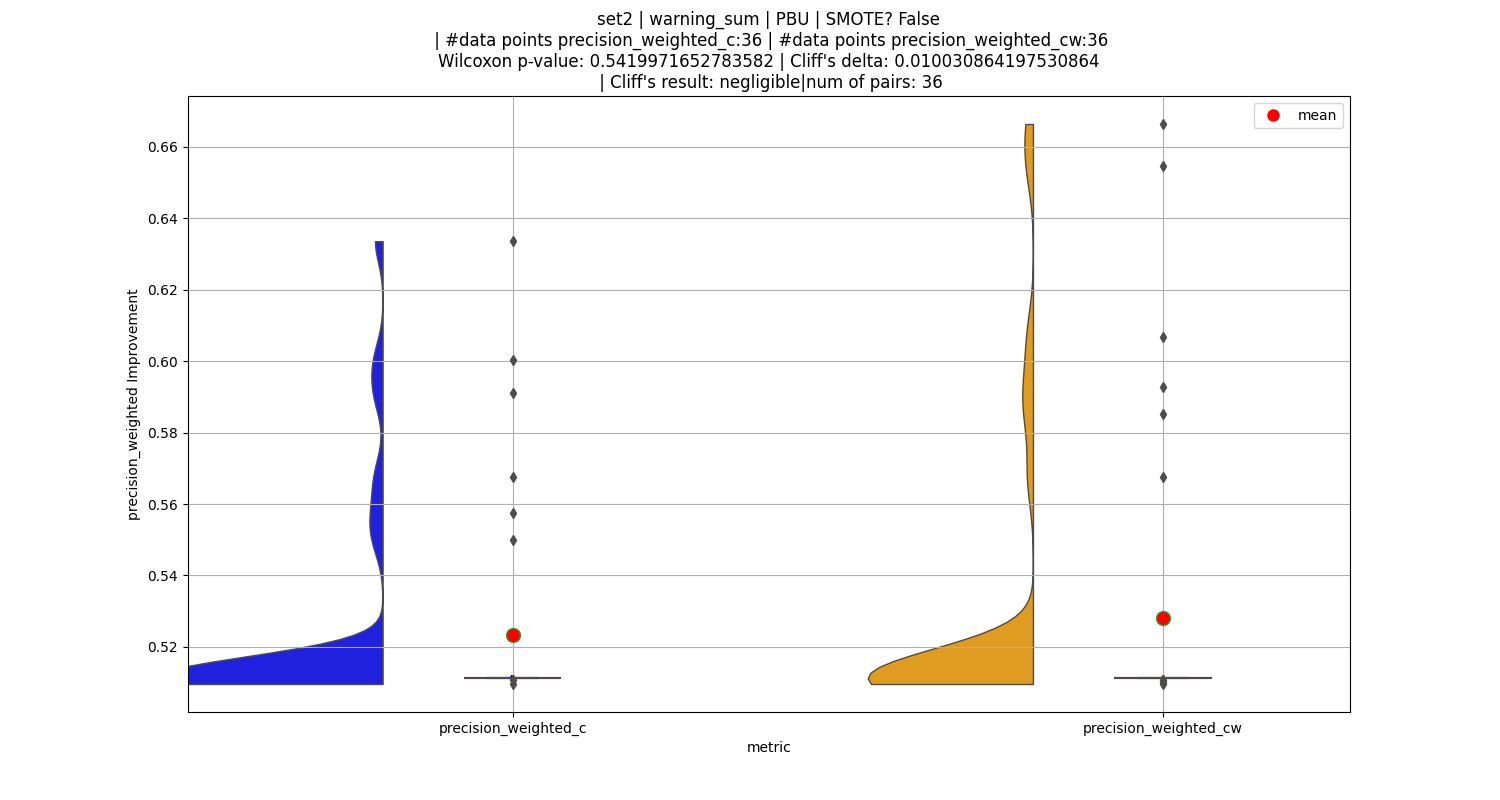 set2 | warning_sum | PBU | SMOTE? False
| #data points precision_weighted_c:36 | #data points precision_weighted_cw:36
Wilcoxon p-value: 0.5419971652783582 | Cliff's delta: 0.010030864197530864
| Cliff's result: negligible|num of pairs: 36
mean
0.66
0.64
0.62
0.60
0.58
0.56
0.54
0.52
precision_weighted Improvement
precision_weighted_c
precision_weighted_cw
metric